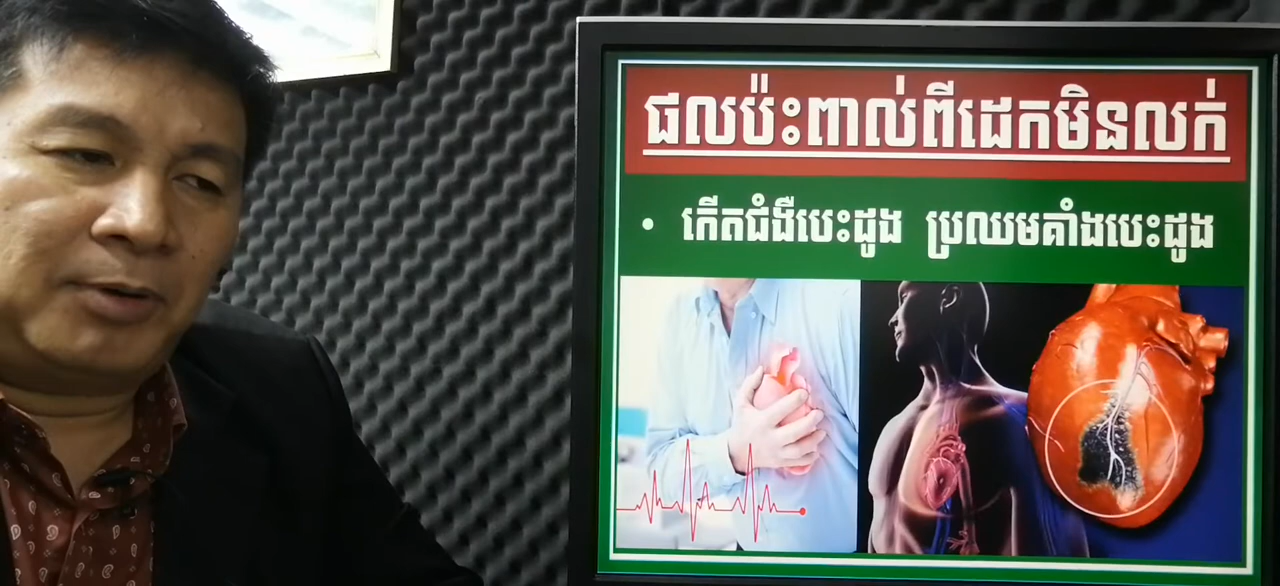 ផលប៉ះពាល់ពីដេកមិនលក់
• កើតជំងឺបេះដូង ប្រឈមគាំងបេះដូង